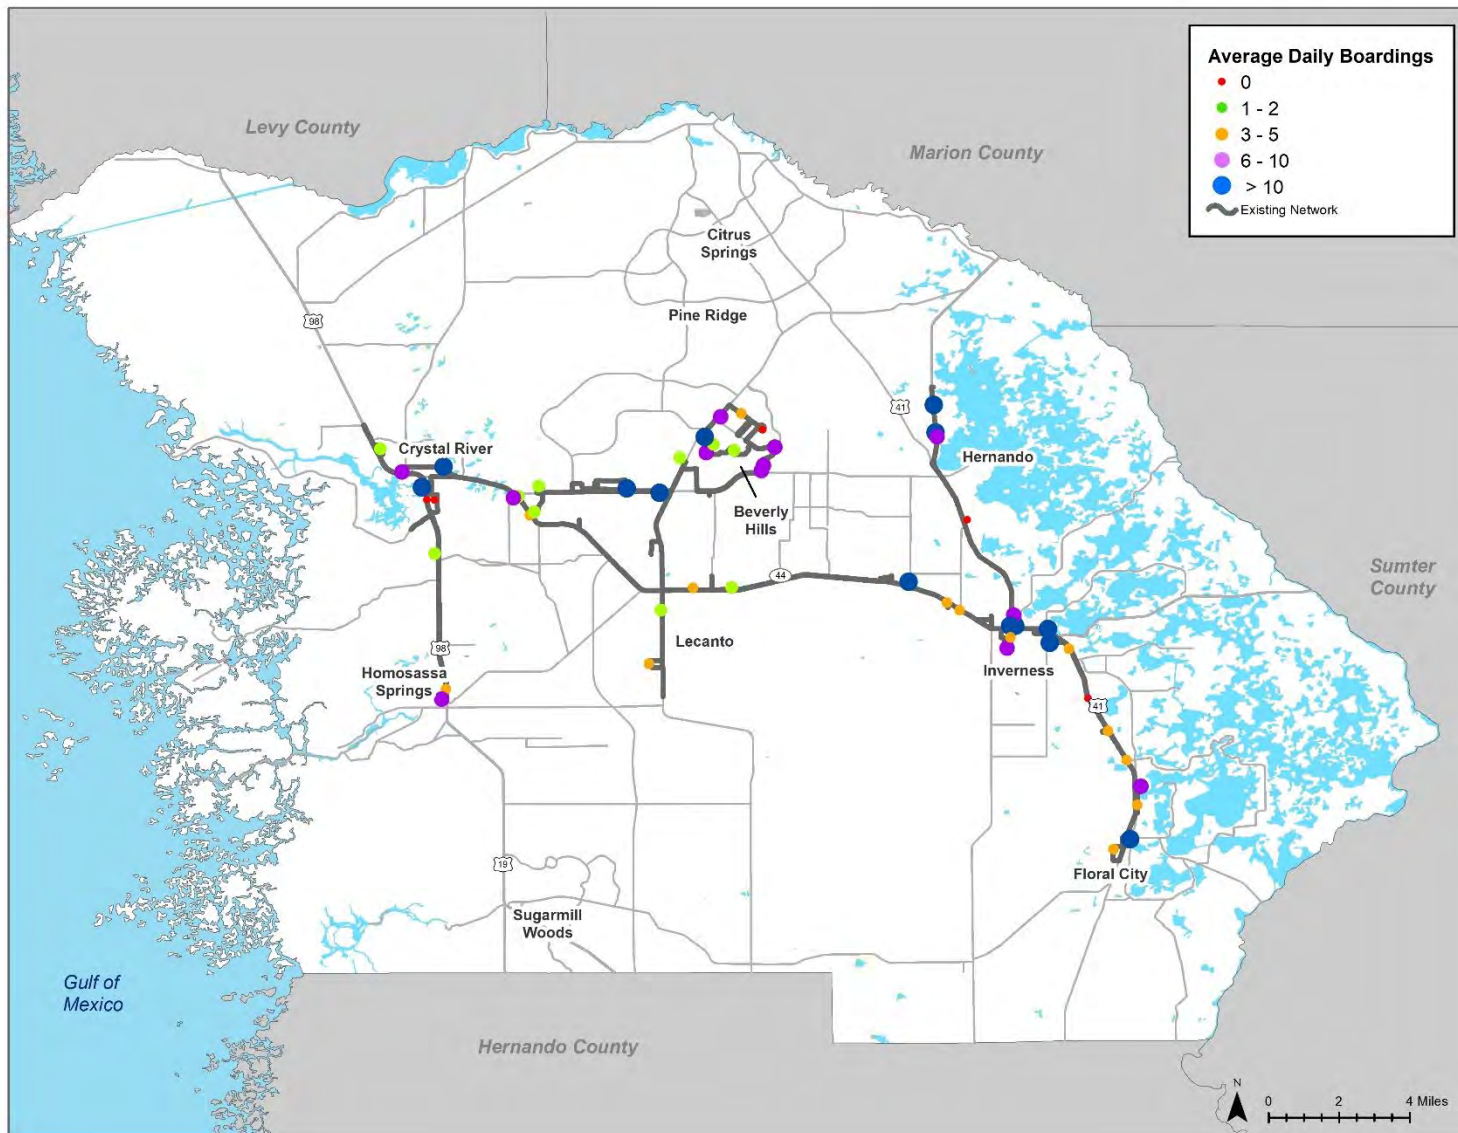 Average Daily Boardings
0
1 - 2
3 - 5
6 - 10
> 10
Existing Network
Levy County
Marion County
Citrus
Springs
Pine Ridge
98
41
Crystal River
Hernando
Beverly
Hills
44
Sumter
County
Lecanto
98
Homosassa
Springs
Inverness
41
19
Floral City
Sugarmill
Woods
Gulf of
Mexico
Hernando County
N
0 2 4 Miles